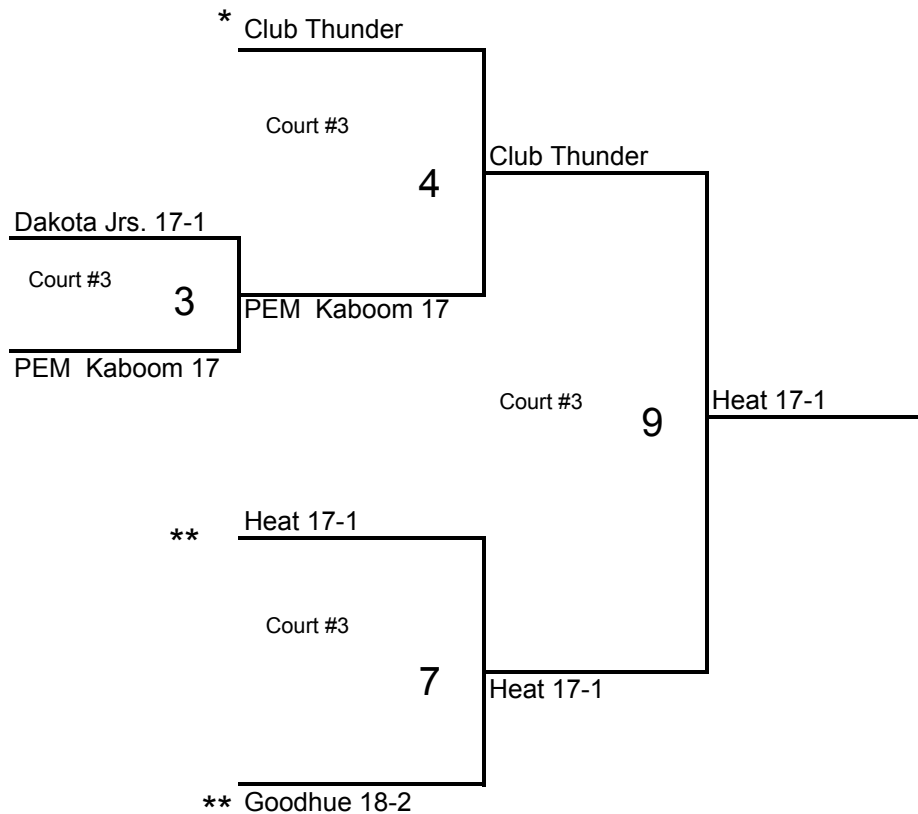 * Club Thunder
Court #3
Club Thunder
4
Dakota Jrs. 17-1
Court #3
3
PEM  Kaboom 17
PEM  Kaboom 17
Court #3
9
Heat 17-1
** Heat 17-1
Court #3
7
Heat 17-1
** Goodhue 18-2